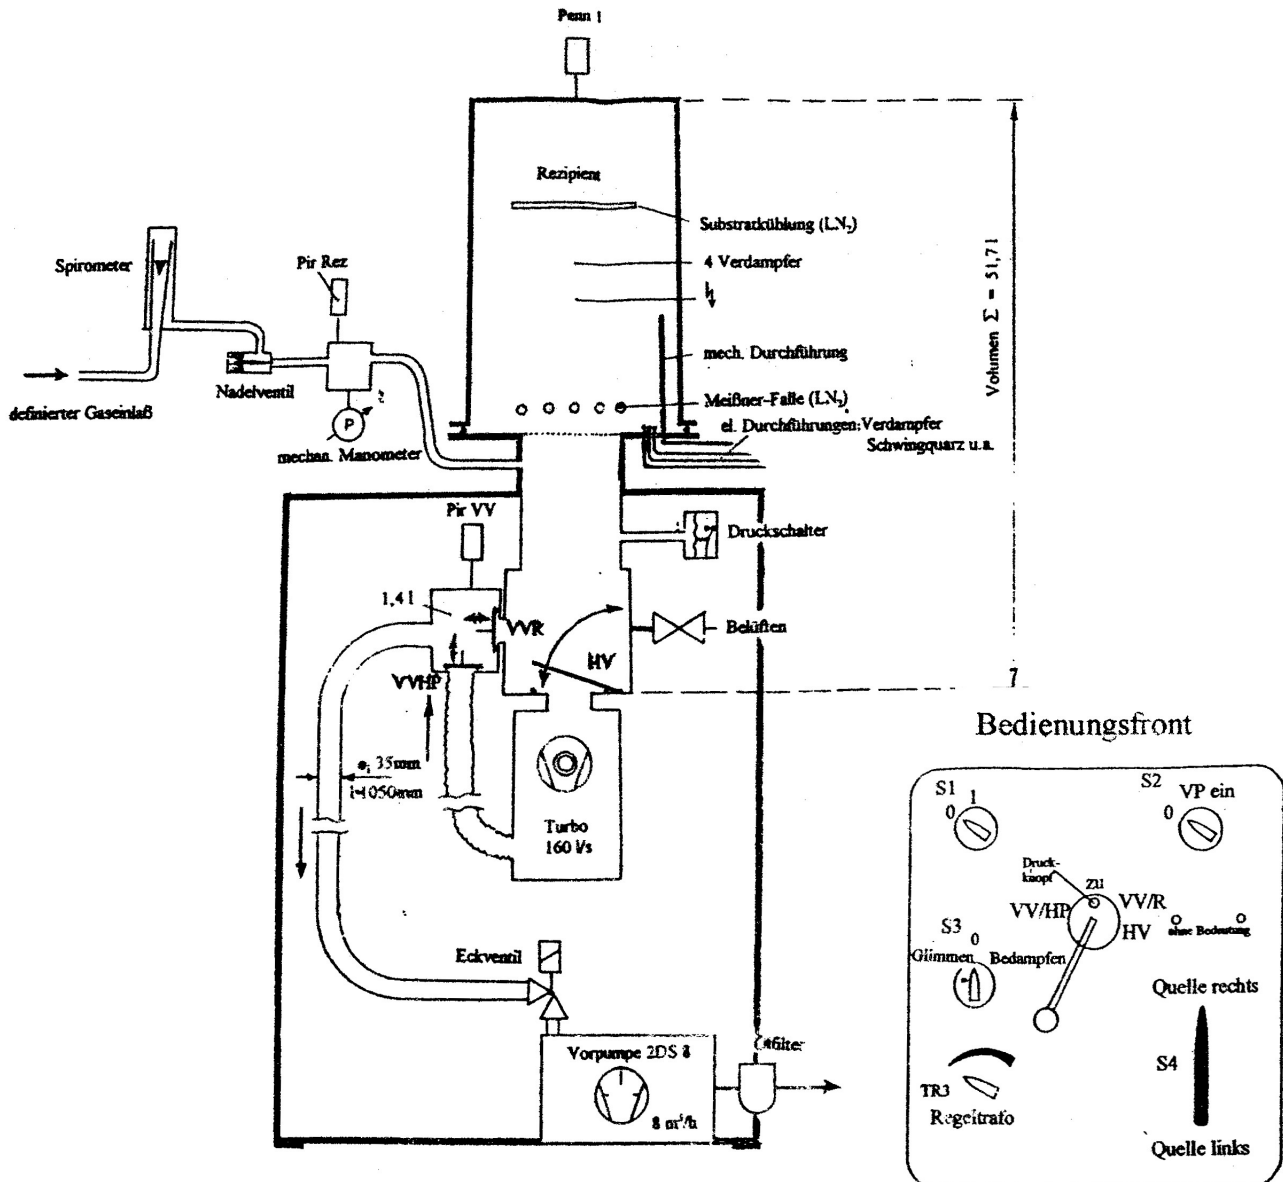 Penn 1
Rezipient
Substratkühlung (LN₂)
4 Verdampfer
Spirometer
Pir Rez
mech. Durchführung
Nadelventil
definierter Gaseinlaß
P
mechan. Manometer
Meißner-Falle (LN₂)
el. Durchführungen: Verdampfer
Schwingquarz u.a.
Volumen Σ = 51,7 l
Pir VV
Druckschalter
1,4 l
VVR
HV
Belüften
VVHP
35mm
l=1050mm
Turbo
160 l/s
Eckventil
Vorpumpe 2DS 8
8 m³/h
Ölfilter
Bedienungsfront
S1
0
1
S2
VP ein
0
Druck-
knopf
zu
VV/HP
VV/R
HV
ohne Bedeutung
S3
0
Glimmen
Bedampfen
Quelle rechts
S4
TR3
Regeltrafo
Quelle links